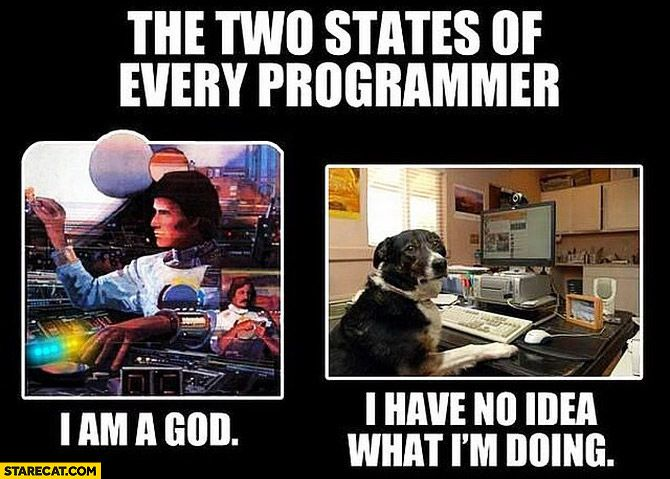 THE TWO STATES OF
EVERY PROGRAMMER
I AM A GOD.
I HAVE NO IDEA
WHAT I'M DOING.
STARECAT.COM